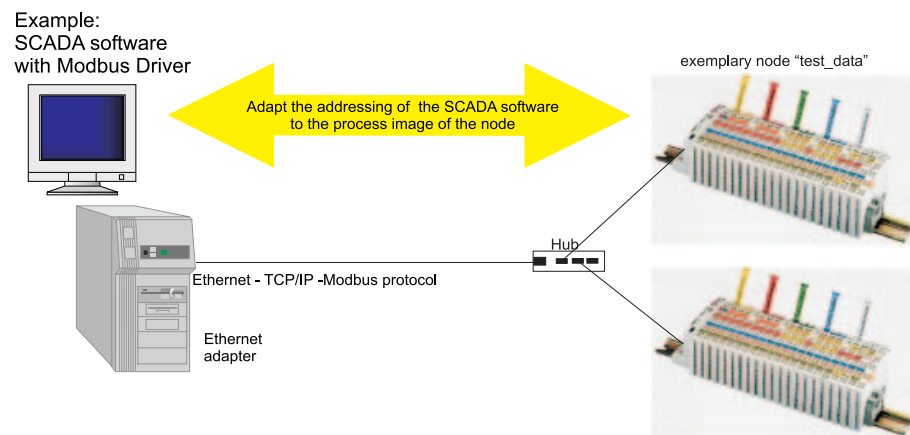 Example:
SCADA software
with Modbus Driver
exemplary node “test_data”
Adapt the addressing of the SCADA software
to the process image of the node
Hub
Ethernet - TCP/IP -Modbus protocol
Ethernet
adapter